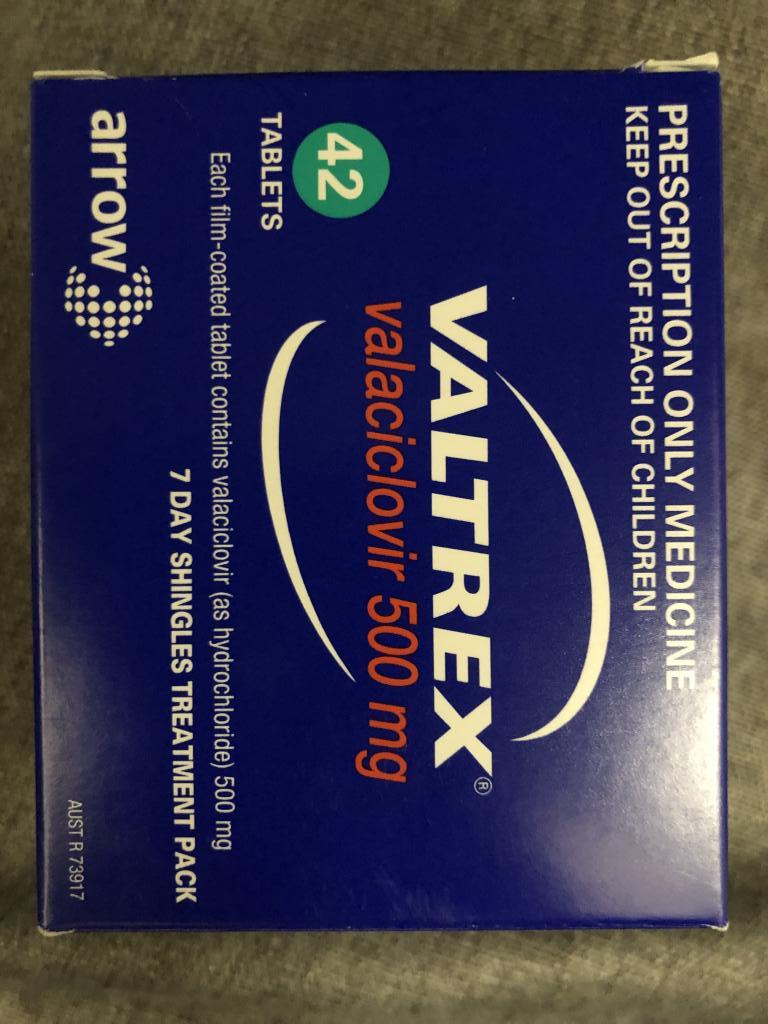 PRESCRIPTION ONLY MEDICINE
KEEP OUT OF REACH OF CHILDREN
VALTREX®
valaciclovir 500 mg
42
TABLETS
Each film-coated tablet contains valaciclovir (as hydrochloride) 500 mg
7 DAY SHINGLES TREATMENT PACK
arrow
AUST R 73917